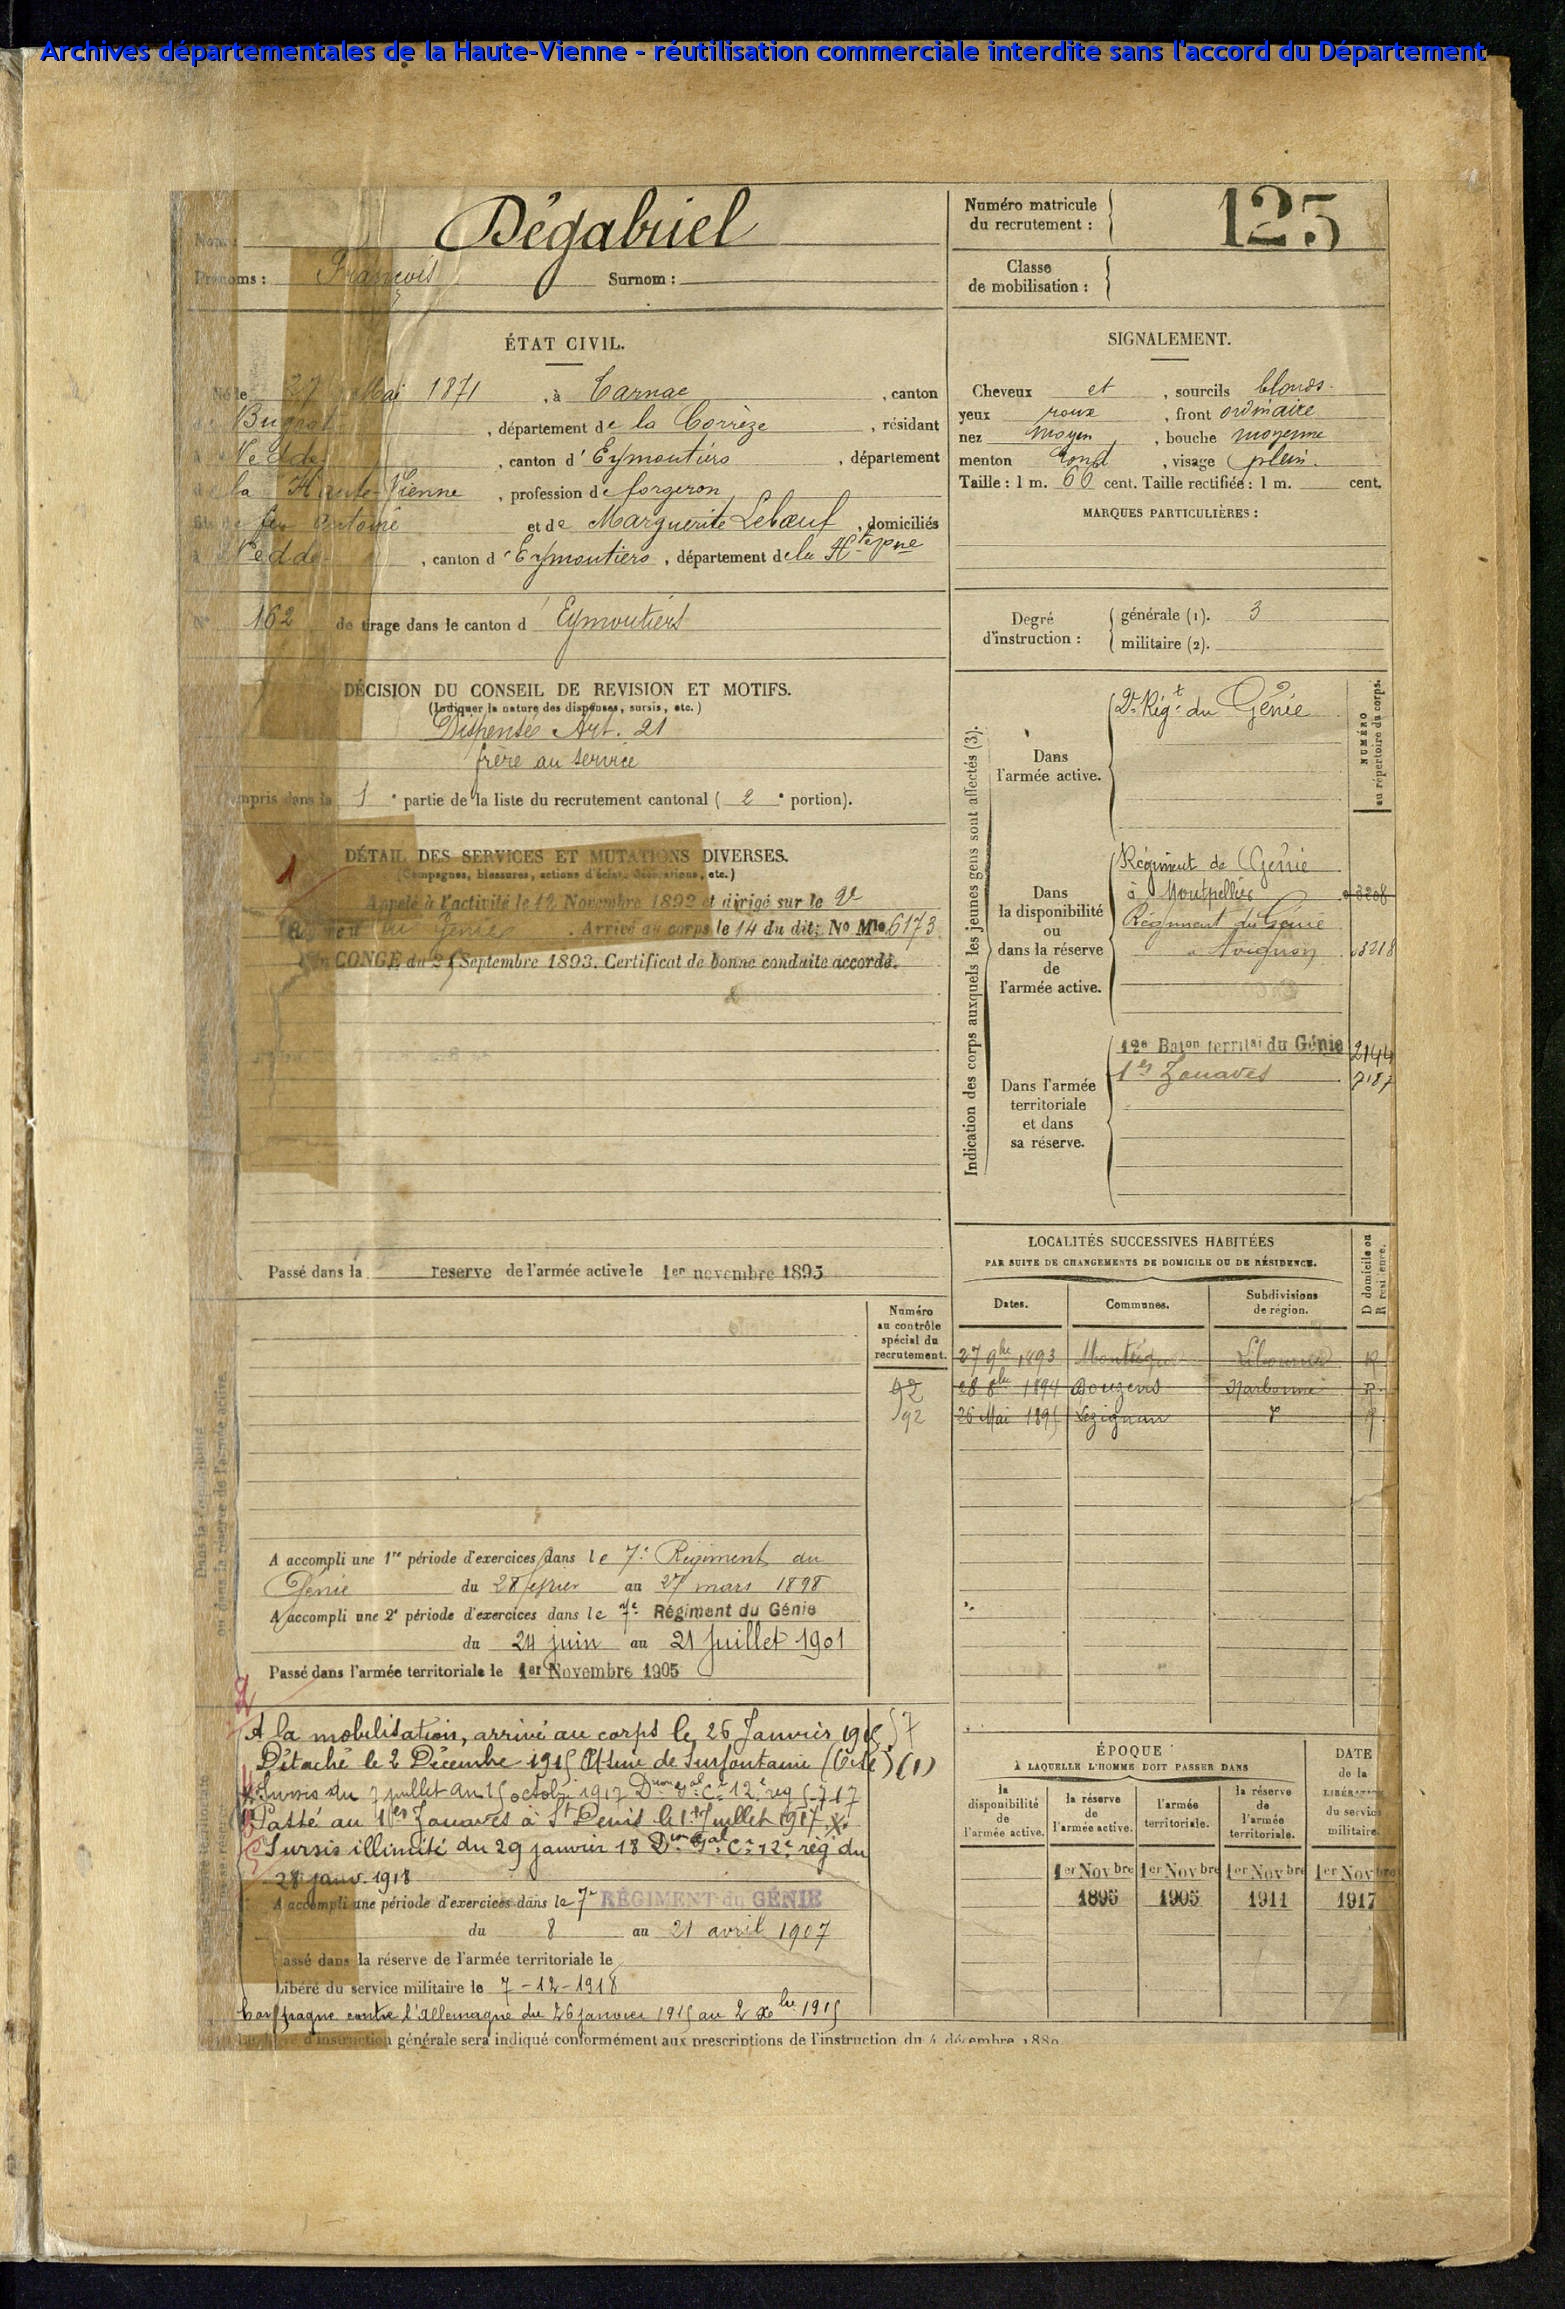 Archives départementales de la Haute-Vienne - réutilisation commerciale interdite sans l'accord du Département
Nom : Dégabriel
Prénoms : François Surnom :
Numéro matricule du recrutement : 125
Classe de mobilisation :
ÉTAT CIVIL.
Né le 27 Mai 1871, à Tarnac, canton
de Bugeat, département de la Corrèze, résidant
à Nedde, canton d'Eymoutiers, département
de la Haute-Vienne, profession de forgeron
fils de feu Antoine et de Marguerite Lebœuf, domiciliés
à Nedde, canton d'Eymoutiers, département de la Hte Vne
N° 162 de tirage dans le canton d'Eymoutiers
SIGNALEMENT.
Cheveux et, sourcils blonds.
yeux roux, front ordinaire
nez moyen, bouche moyenne
menton rond, visage plein.
Taille : 1 m. 60 cent. Taille rectifiée : 1 m. cent.
MARQUES PARTICULIÈRES :
Degré d'instruction :
générale (1). 3
militaire (2).
DÉCISION DU CONSEIL DE REVISION ET MOTIFS.
(Indiquer la nature des dispenses, sursis, etc.)
Dispensé Art. 21
frère au service
Compris dans la 1e partie de la liste du recrutement cantonal ( 2e portion).
DÉTAIL DES SERVICES ET MUTATIONS DIVERSES.
(Campagnes, blessures, actions d'éclat, décorations, etc.)
Appelé à l'activité le 12 Novembre 1892 et dirigé sur le 2e
Régiment du Génie. Arrivé au corps le 14 du dit; No Mle 6173
En CONGÉ du 21 Septembre 1893. Certificat de bonne conduite accordé.
Passé dans la reserve de l'armée active le 1er novembre 1895
Indication des corps auxquels les jeunes gens sont affectés (3).
NUMÉRO au répertoire du corps.
Dans l'armée active.
2e Régt du Génie
Dans la disponibilité ou dans la réserve de l'armée active.
Régiment de Génie
à Montpellier 3208
Régiment du Génie
à Avignon 3218
Dans l'armée territoriale et dans sa réserve.
12e Baton territal du Génie 2144
1er Zouaves 7187
LOCALITÉS SUCCESSIVES HABITÉES
PAR SUITE DE CHANGEMENTS DE DOMICILE OU DE RÉSIDENCE.
Dates. Communes. Subdivisions de région. D domicile ou R résidence.
27 9bre 1893 Libourne R
28 8bre 1894 Douzens Narbonne R
26 Mai 1895 Lézignan R
Numéro au contrôle spécial du recrutement.
92
192
A accompli une 1re période d'exercices dans le 7e Régiment du
Génie du 28 février au 27 mars 1898
A accompli une 2e période d'exercices dans le 7e Régiment du Génie
du 24 juin au 21 Juillet 1901
Passé dans l'armée territoriale le 1er Novembre 1905
A la mobilisation, arrivé au corps le 26 Janvier 1915
Détaché le 2 Décembre 1915 Usine de Surfontaine (Oise) (1)
Sursis du 7 juillet au 15 octobre 1917 Don Gal Ce 12e reg 5717
Passé au 1er Zouaves à St Denis le 1er Juillet 1917
Sursis illimité du 29 janvier 18 Don Gal Ce 12e rég du
28 janv. 1918
A accompli une période d'exercices dans le 7e RÉGIMENT du GÉNIE
du 8 au 21 avril 1907
Passé dans la réserve de l'armée territoriale le
Libéré du service militaire le 7-12-1918
Campagne contre l'Allemagne du 26 janvier 1915 au 2 Xbre 1915
ÉPOQUE À LAQUELLE L'HOMME DOIT PASSER DANS
la disponibilité de l'armée active.
la réserve de l'armée active.
l'armée territoriale.
la réserve de l'armée territoriale.
DATE de la LIBÉRATION du service militaire.
1er Novbre 1er Novbre 1er Novbre 1er Novbre
1895 1905 1911 1917
d'instruction générale sera indiqué conformément aux prescriptions de l'instruction du 4 décembre 1889